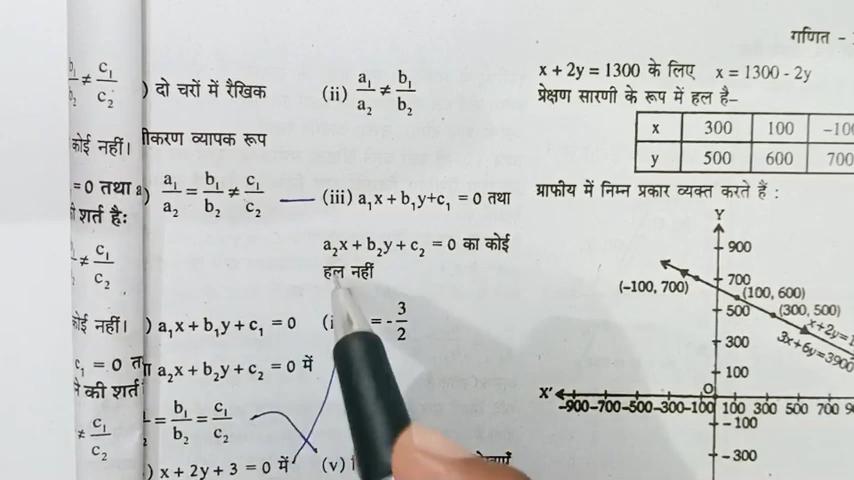 गणित -
b₁/b₂ ≠ c₁/c₂
कोई नहीं।
= 0 तथा a
ी शर्त है:
≠ c₁/c₂
कोई नहीं।
c₁ = 0 त
ने की शर्त
≠ c₁/c₂
) दो चरों में रैखिक
ीकरण व्यापक रूप
) a₁/a₂ = b₁/b₂ ≠ c₁/c₂
) a₁x + b₁y + c₁ = 0
a₂x + b₂y + c₂ = 0 में
= b₁/b₂ = c₁/c₂
) x + 2y + 3 = 0 में
(ii) a₁/a₂ ≠ b₁/b₂
(iii) a₁x + b₁y+c₁ = 0 तथा
a₂x + b₂y + c₂ = 0 का कोई
हल नहीं
= - 3/2
(v)
x + 2y = 1300 के लिए x = 1300 - 2y
प्रेक्षण सारणी के रूप में हल है–
x 300 100 -100
y 500 600 700
ग्राफीय में निम्न प्रकार व्यक्त करते हैं :
Y
900
700
(-100, 700)
(100, 600)
500
(300, 500)
x+2y=1
300
3x+6y=3900
100
O
X'
-900 -700 -500 -300 -100 100 300 500 700 9
-100
-300